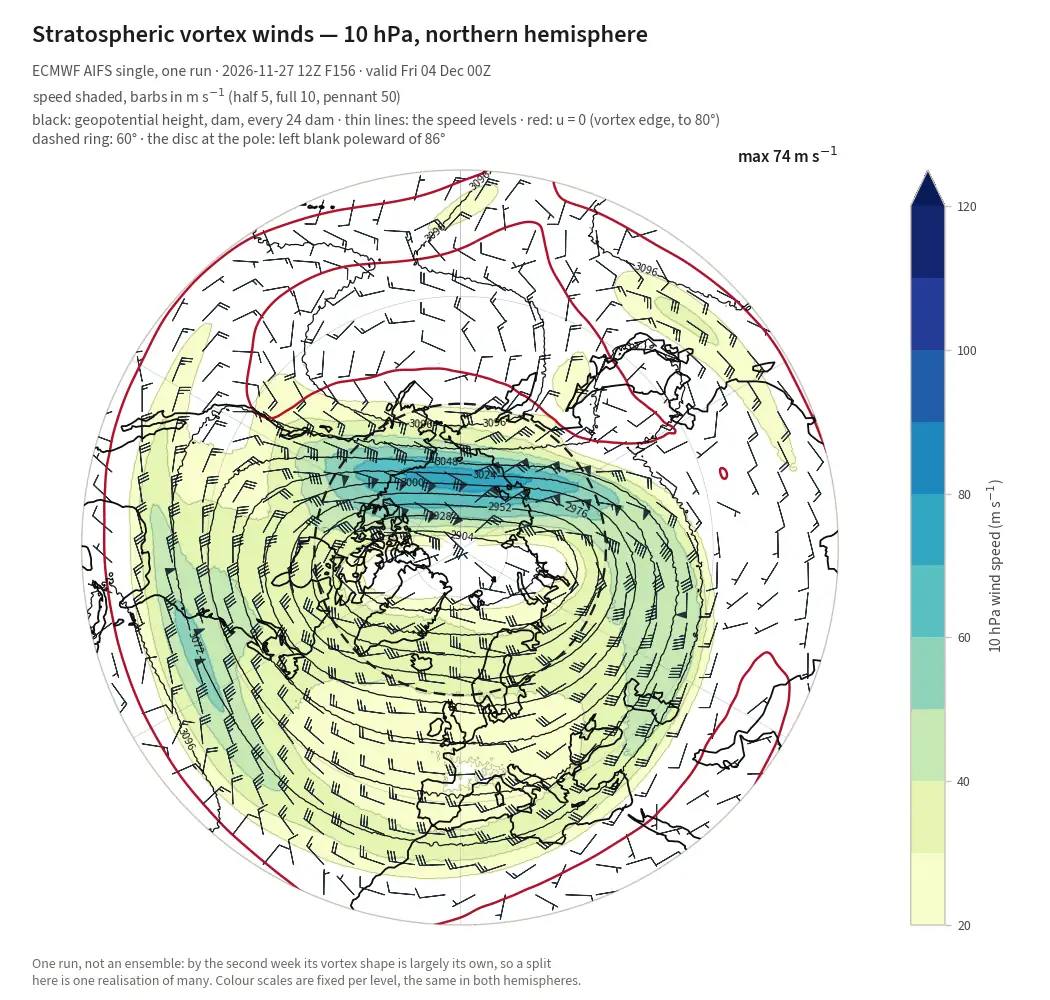 Stratospheric vortex winds — 10 hPa, northern hemisphere
ECMWF AIFS single, one run · 2026-11-27 12Z F156 · valid Fri 04 Dec 00Z
speed shaded, barbs in m s⁻¹ (half 5, full 10, pennant 50)
black: geopotential height, dam, every 24 dam · thin lines: the speed levels · red: u = 0 (vortex edge, to 80°)
dashed ring: 60° · the disc at the pole: left blank poleward of 86°
max 74 m s⁻¹
3096
3096
3096
3096
3048
3024
3000
2952
2976
2904
3072
3096
120
100
80
60
40
20
10 hPa wind speed (m s⁻¹)
One run, not an ensemble: by the second week its vortex shape is largely its own, so a split
here is one realisation of many. Colour scales are fixed per level, the same in both hemispheres.